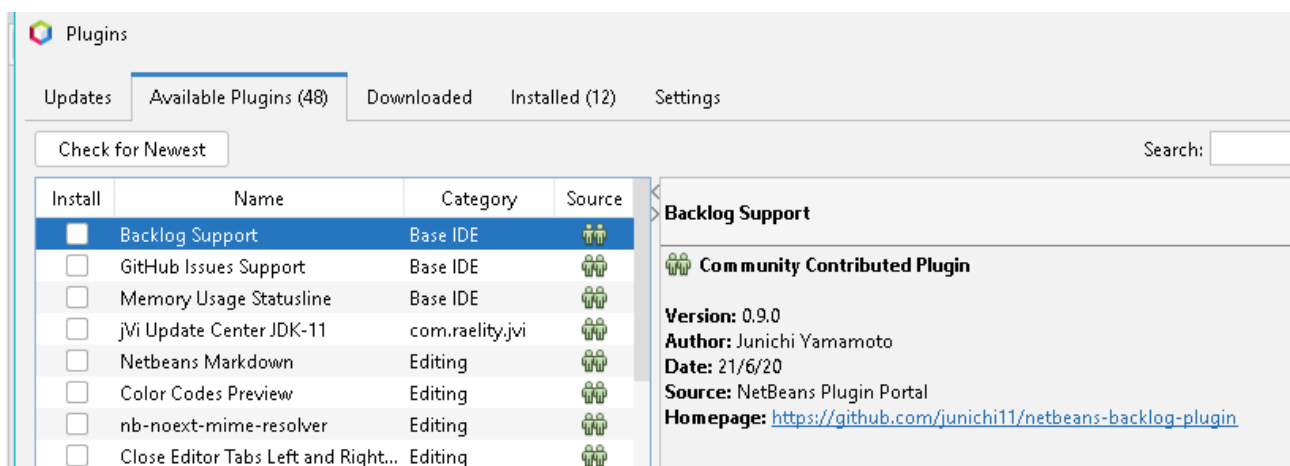 Plugins
Updates Available Plugins (48) Downloaded Installed (12) Settings
Check for Newest Search:
Install Name Category Source
Backlog Support Base IDE
GitHub Issues Support Base IDE
Memory Usage Statusline Base IDE
jVi Update Center JDK-11 com.raelity.jvi
Netbeans Markdown Editing
Color Codes Preview Editing
nb-noext-mime-resolver Editing
Close Editor Tabs Left and Right... Editing
Backlog Support
Community Contributed Plugin
Version: 0.9.0
Author: Junichi Yamamoto
Date: 21/6/20
Source: NetBeans Plugin Portal
Homepage: https://github.com/junichi11/netbeans-backlog-plugin